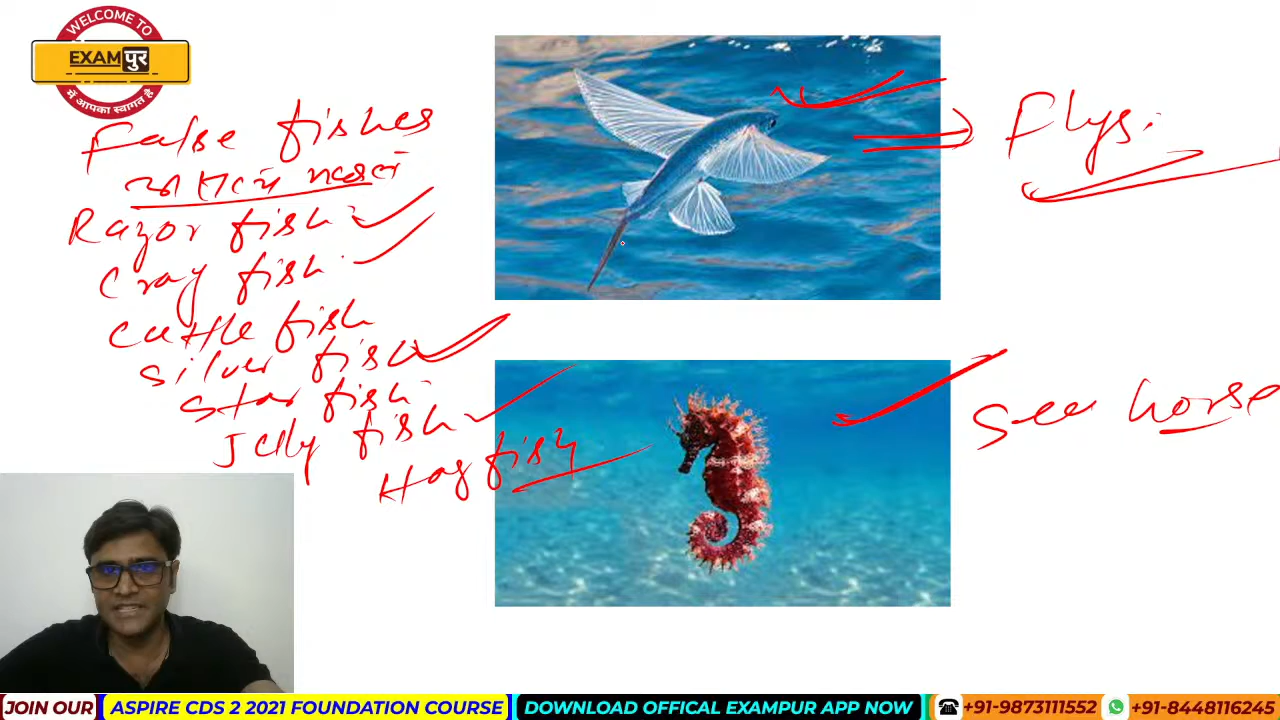 WELCOME TO
EXAMपुर
में आपका स्वागत है
False fishes
Razor fish
Cray fish
Cuttle fish
Silver fish
Star fish
Jelly fish
Hag fish
Flys.
See horse
JOIN OUR
ASPIRE CDS 2 2021 FOUNDATION COURSE
DOWNLOAD OFFICAL EXAMPUR APP NOW
+91-9873111552
+91-8448116245